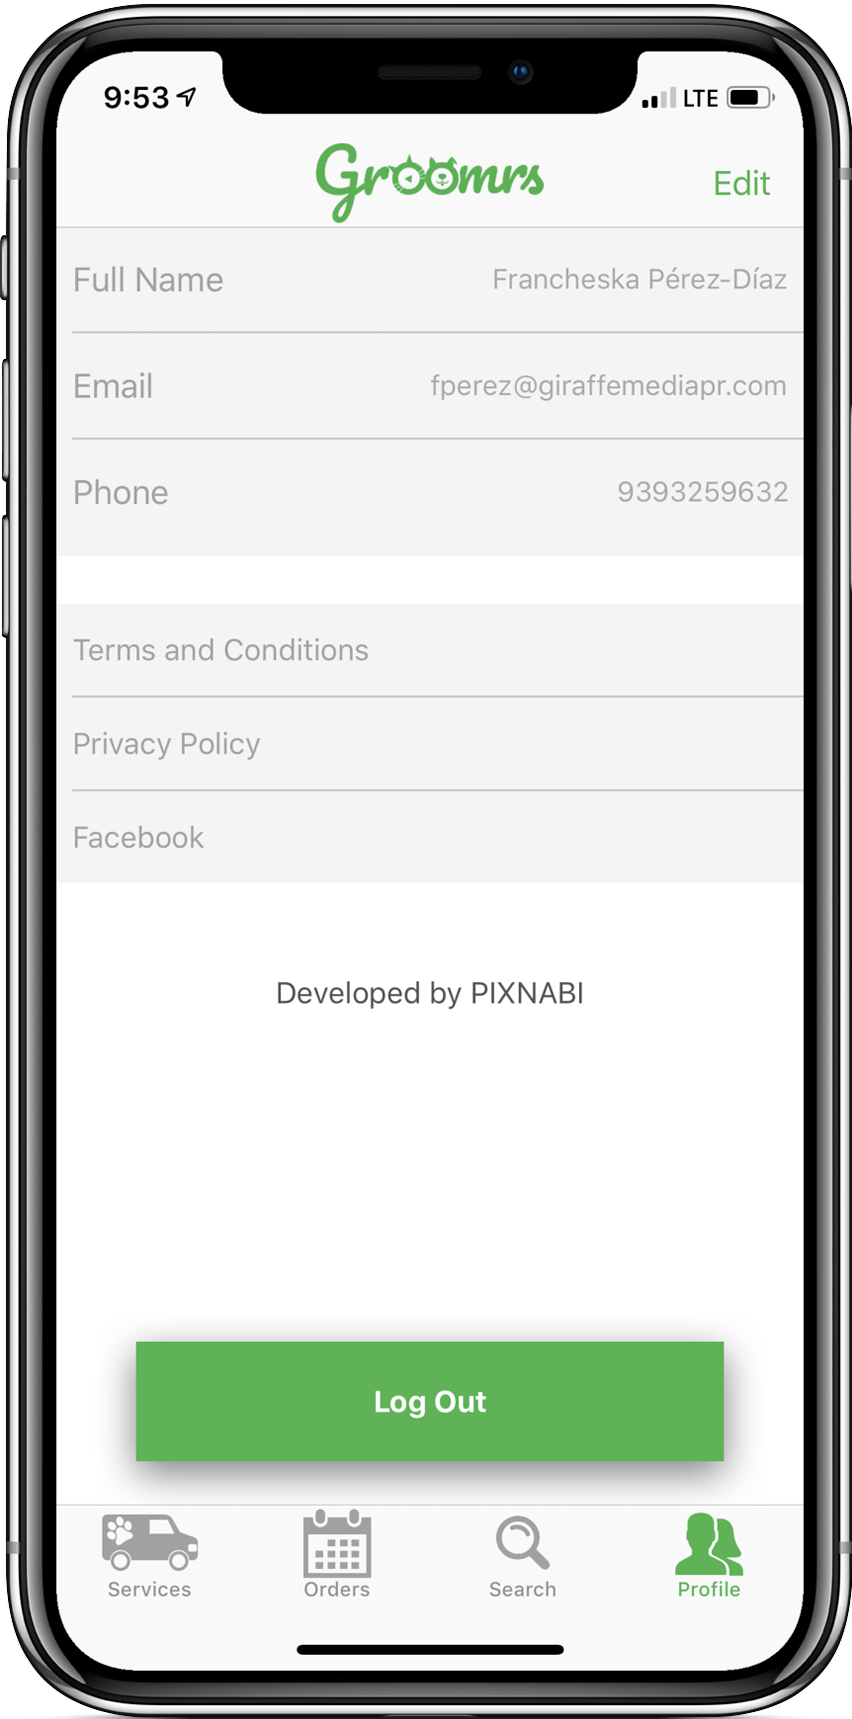 9:53
LTE
Groomrs
Edit
Full Name Francheska Pérez-Díaz
Email fperez@giraffemediapr.com
Phone 9393259632
Terms and Conditions
Privacy Policy
Facebook
Developed by PIXNABI
Log Out
Services Orders Search Profile